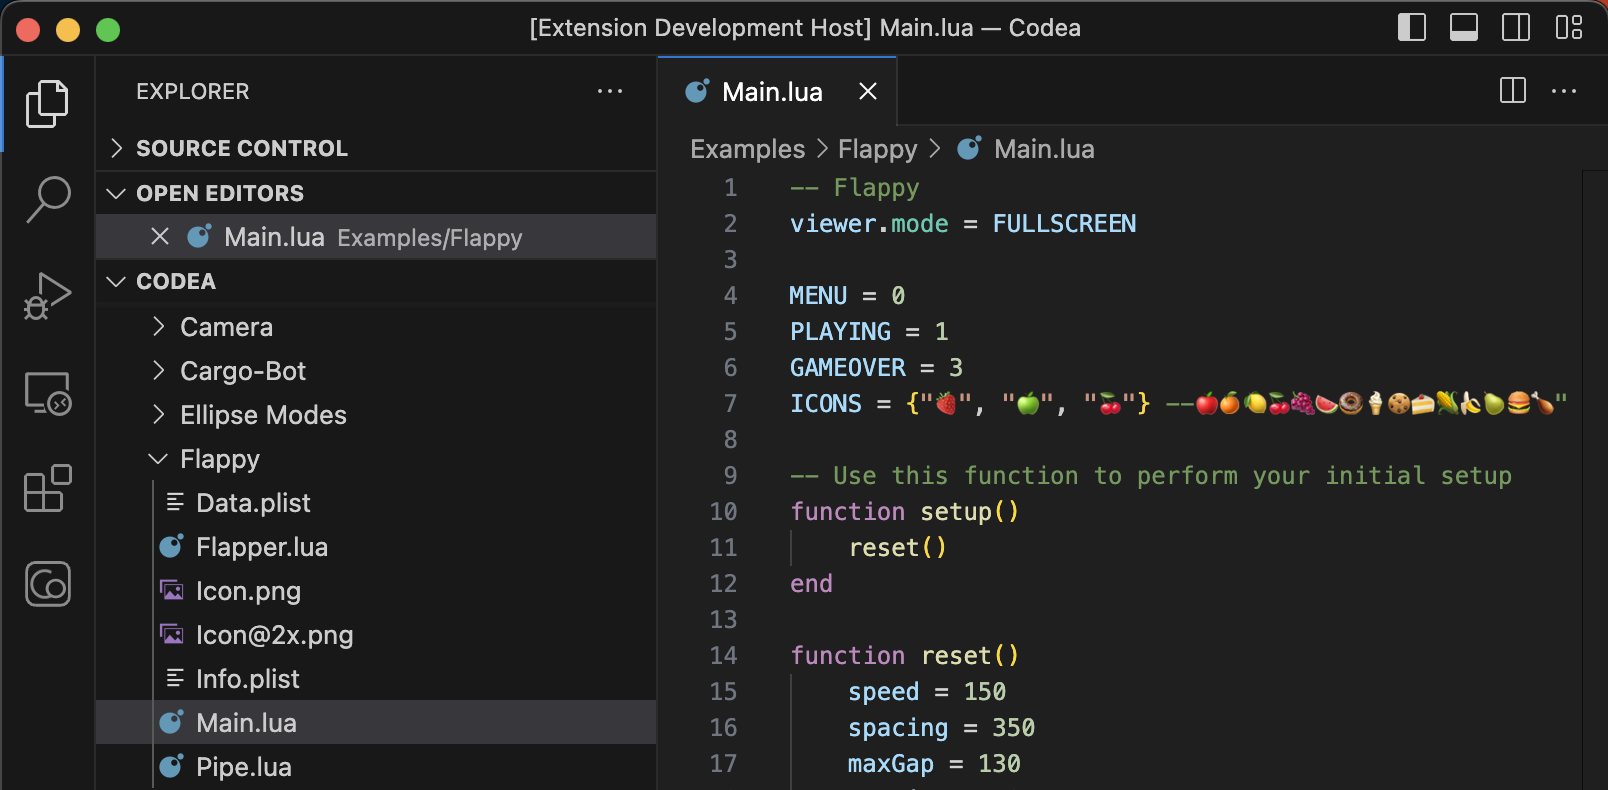 [Extension Development Host] Main.lua — Codea
EXPLORER
SOURCE CONTROL
OPEN EDITORS
Main.lua Examples/Flappy
CODEA
Camera
Cargo-Bot
Ellipse Modes
Flappy
Data.plist
Flapper.lua
Icon.png
Icon@2x.png
Info.plist
Main.lua
Pipe.lua
Main.lua
Examples > Flappy > Main.lua
1 -- Flappy
2 viewer.mode = FULLSCREEN
3
4 MENU = 0
5 PLAYING = 1
6 GAMEOVER = 3
7 ICONS = {"🍓", "🍏", "🍒"} --🍎🍊🍋🍒🍇🍉🍩🍦🍪🍰🌽🍌🍐🍔🍗"
8
9 -- Use this function to perform your initial setup
10 function setup()
11     reset()
12 end
13
14 function reset()
15     speed = 150
16     spacing = 350
17     maxGap = 130